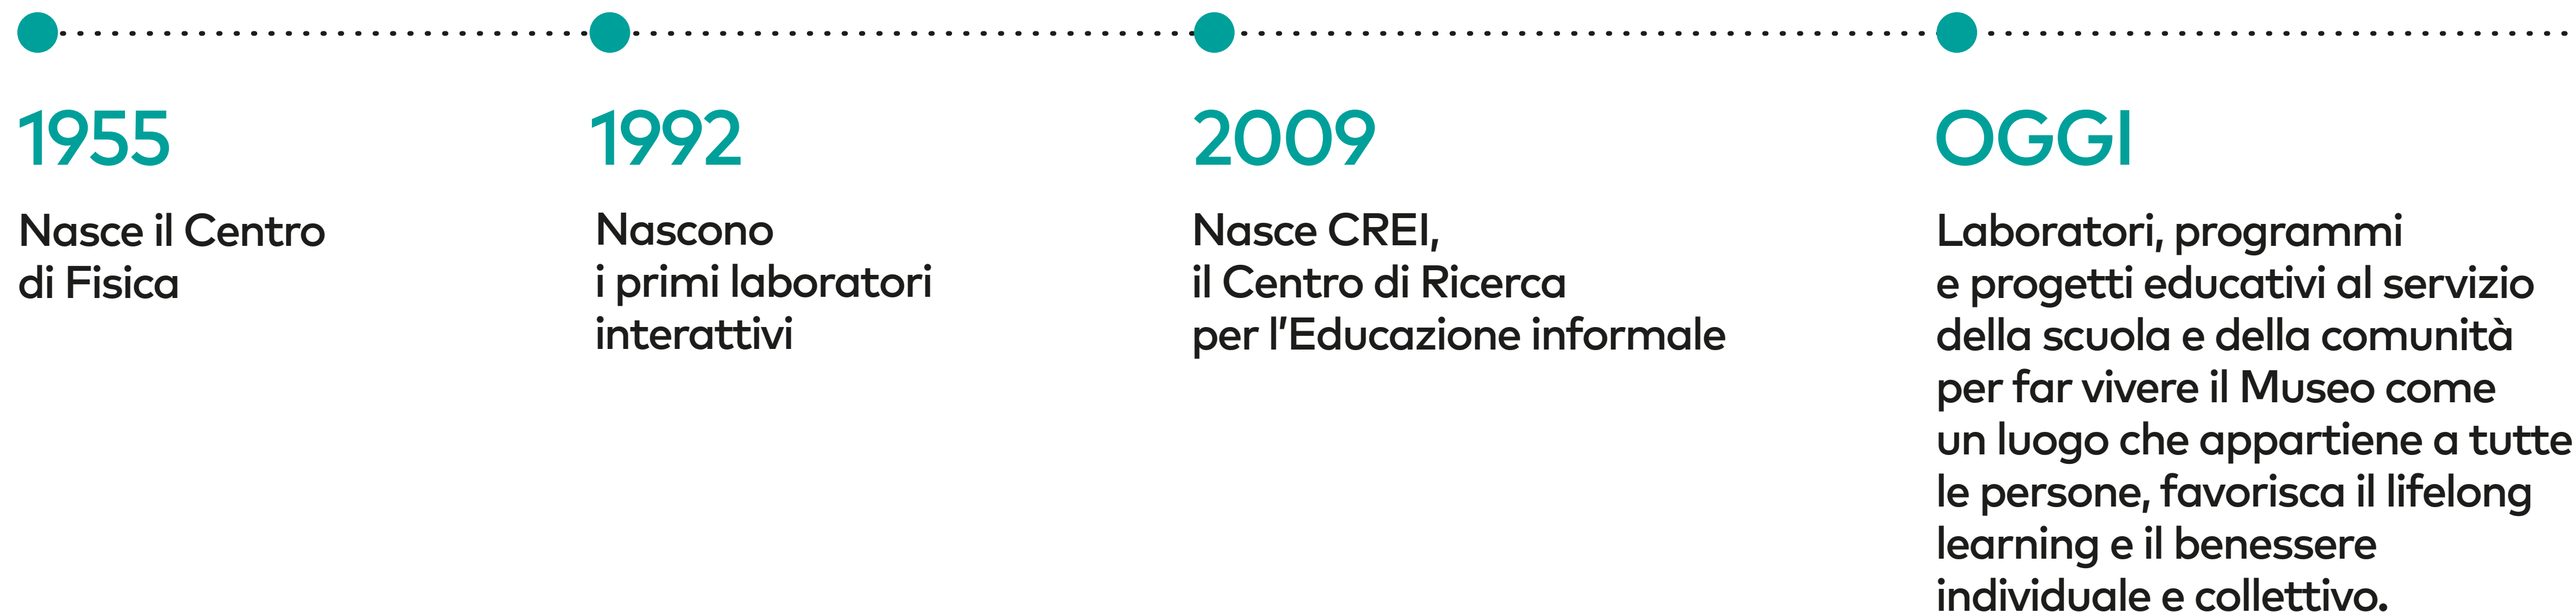 1955
Nasce il Centro
di Fisica
1992
Nascono
i primi laboratori
interattivi
2009
Nasce CREI,
il Centro di Ricerca
per l’Educazione informale
OGGI
Laboratori, programmi
e progetti educativi al servizio
della scuola e della comunità
per far vivere il Museo come
un luogo che appartiene a tutte
le persone, favorisca il lifelong
learning e il benessere
individuale e collettivo.